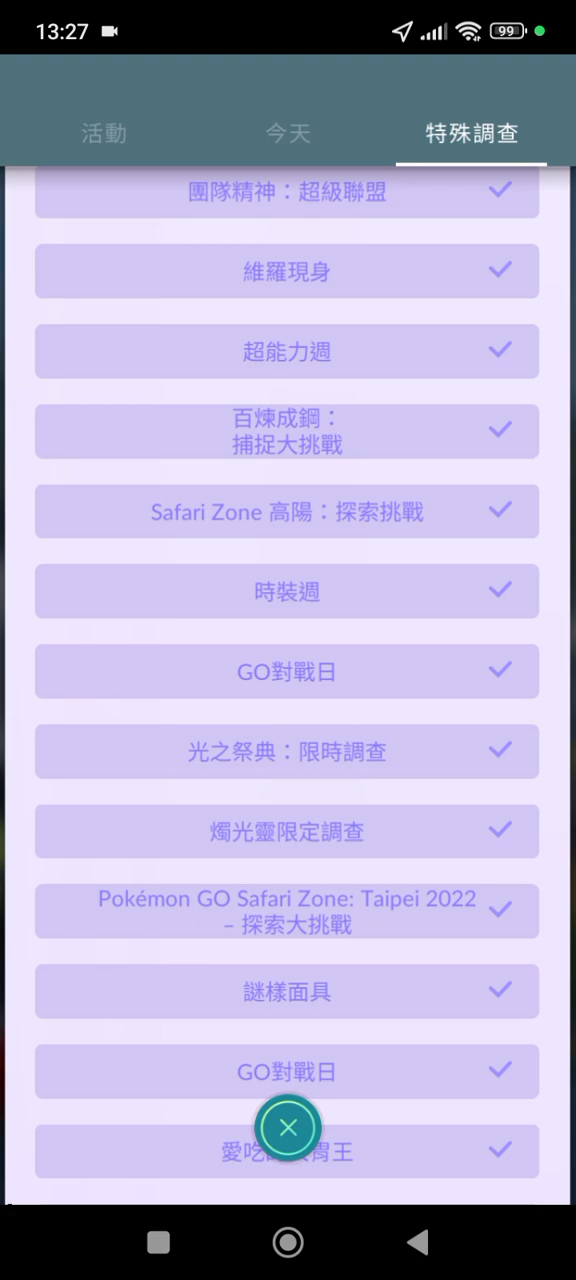 13:27
99
活動
今天
特殊調查
團隊精神：超級聯盟
維羅現身
超能力週
百煉成鋼：
捕捉大挑戰
Safari Zone 高陽：探索挑戰
時裝週
GO對戰日
光之祭典：限時調查
燭光靈限定調查
Pokémon GO Safari Zone: Taipei 2022
– 探索大挑戰
謎樣面具
GO對戰日
愛吃 胃王